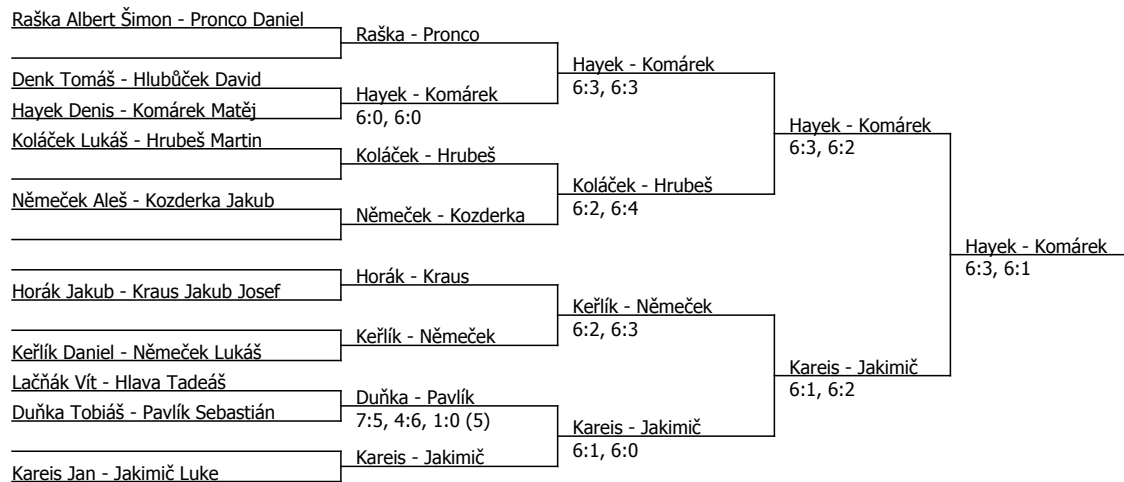 Raška Albert Šimon - Pronco Daniel
Denk Tomáš - Hlubůček David
Hayek Denis - Komárek Matěj
Koláček Lukáš - Hrubeš Martin
Němeček Aleš - Kozderka Jakub
Horák Jakub - Kraus Jakub Josef
Keřlík Daniel - Němeček Lukáš
Lačňák Vít - Hlava Tadeáš
Duňka Tobiáš - Pavlík Sebastián
Kareis Jan - Jakimič Luke
Raška - Pronco
Hayek - Komárek
6:0, 6:0
Koláček - Hrubeš
Němeček - Kozderka
Horák - Kraus
Keřlík - Němeček
Duňka - Pavlík
7:5, 4:6, 1:0 (5)
Kareis - Jakimič
Hayek - Komárek
6:3, 6:3
Koláček - Hrubeš
6:2, 6:4
Keřlík - Němeček
6:2, 6:3
Kareis - Jakimič
6:1, 6:0
Hayek - Komárek
6:3, 6:2
Kareis - Jakimič
6:1, 6:2
Hayek - Komárek
6:3, 6:1